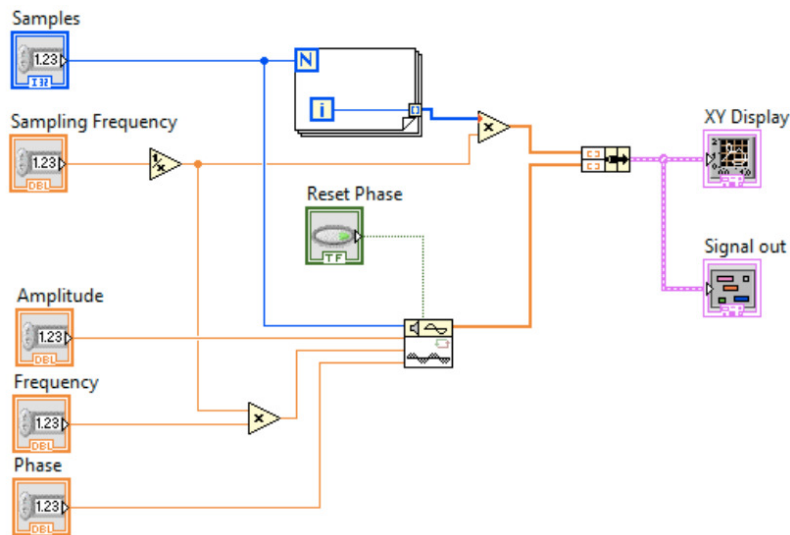 Samples
1.23
I32
N
i
Sampling Frequency
1.23
DBL
1/x
x
XY Display
Reset Phase
TF
Signal out
Amplitude
1.23
DBL
Frequency
1.23
DBL
x
Phase
1.23
DBL